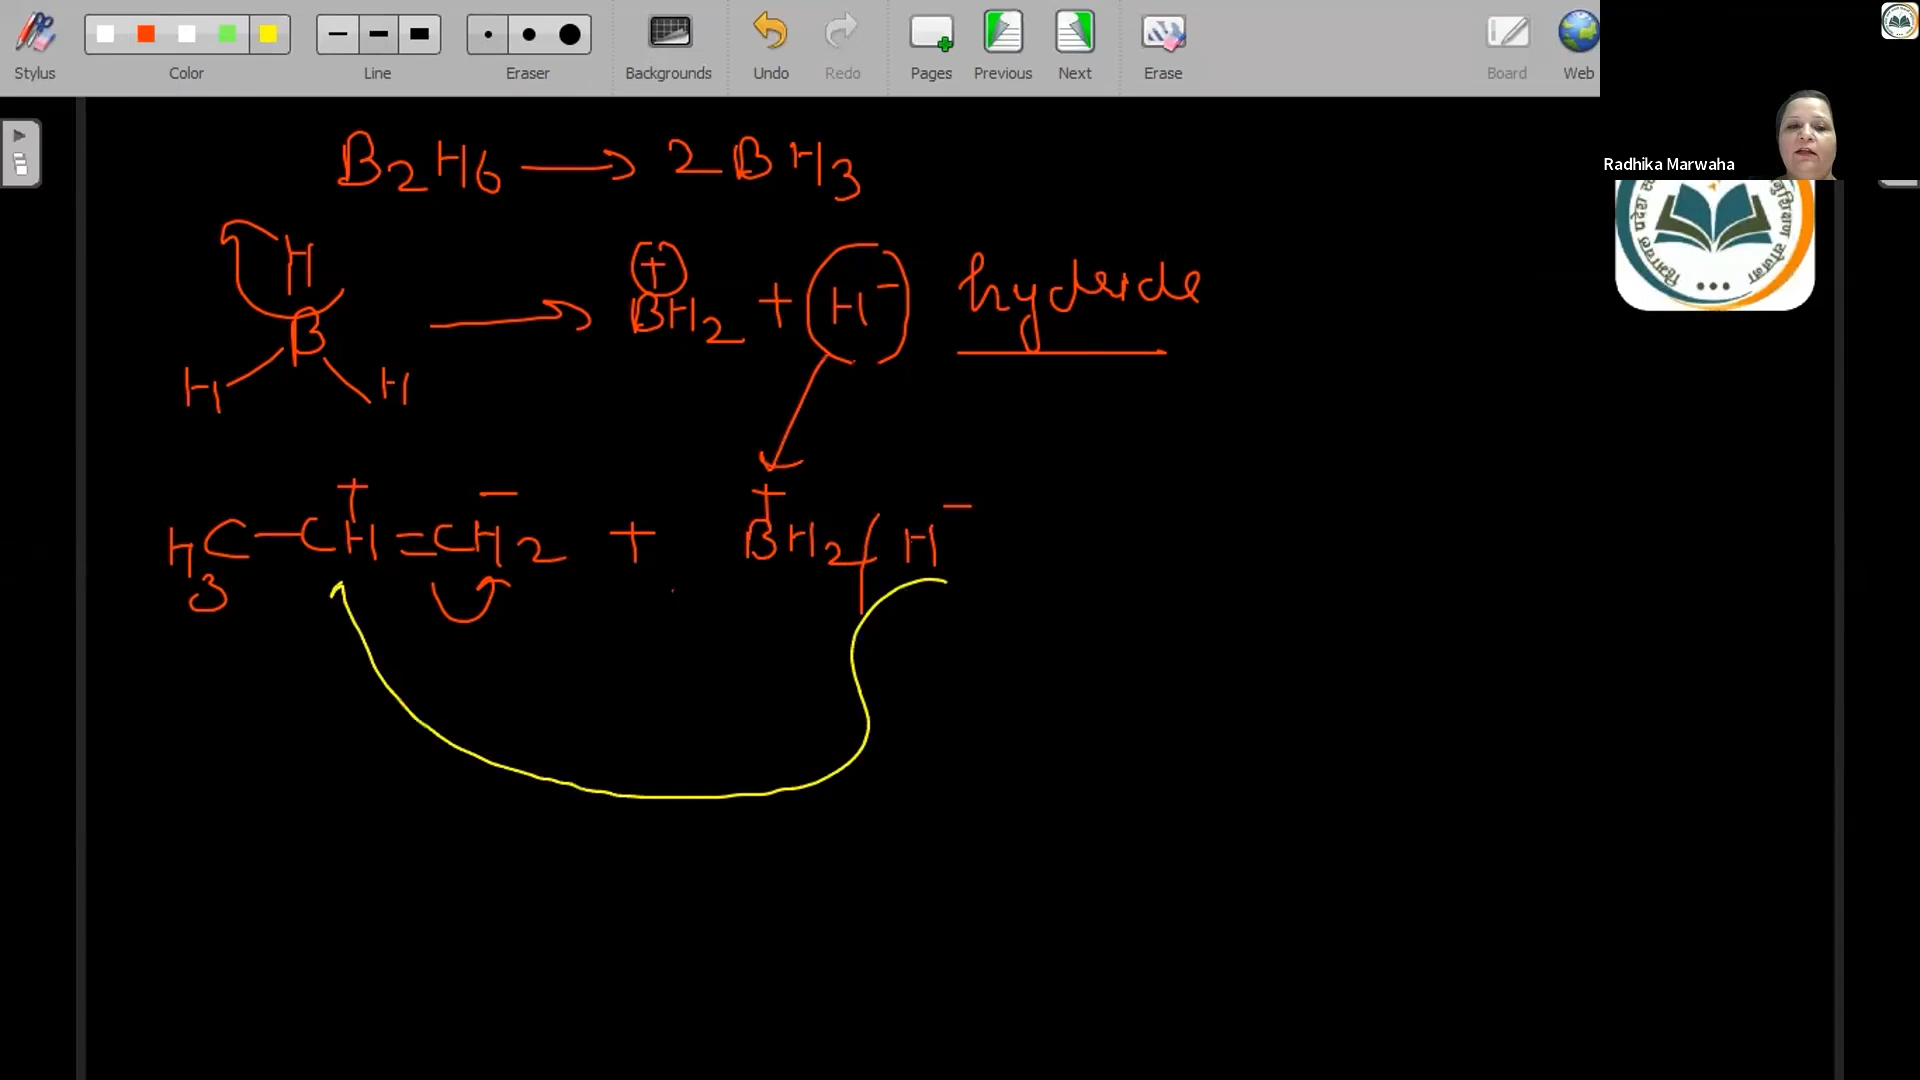 Stylus Color Line Eraser Backgrounds Undo Redo Pages Previous Next Erase Board Web
Radhika Marwaha
B₂H₆ → 2BH₃
H
B
H H
→ ⊕BH₂ + H⁻ hydride
H₃C-CH⁺=CH₂⁻ + B⁺H₂/H⁻